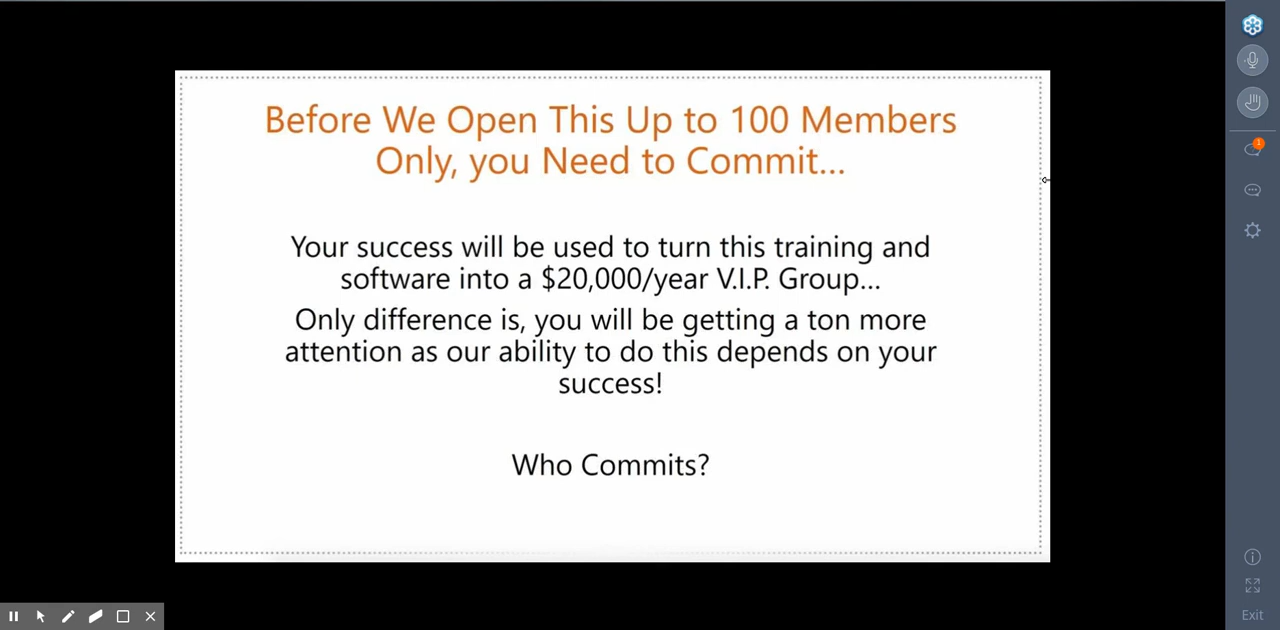 Before We Open This Up to 100 Members
Only, you Need to Commit...
Your success will be used to turn this training and
software into a $20,000/year V.I.P. Group...
Only difference is, you will be getting a ton more
attention as our ability to do this depends on your
success!
Who Commits?
1
Exit